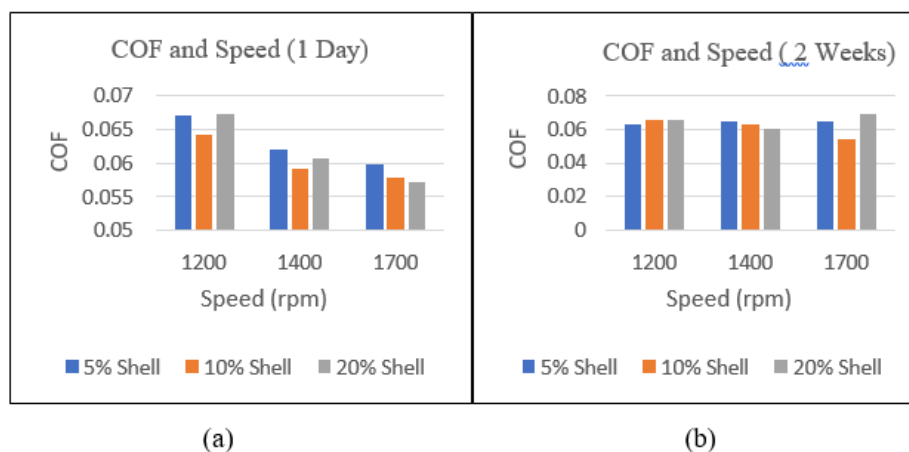 COF and Speed (1 Day)
0.07
0.065
0.06
0.055
0.05
COF
1200 1400 1700
Speed (rpm)
5% Shell 10% Shell 20% Shell
(a)
COF and Speed ( 2 Weeks)
0.08
0.06
0.04
0.02
0
COF
1200 1400 1700
Speed (rpm)
5% Shell 10% Shell 20% Shell
(b)